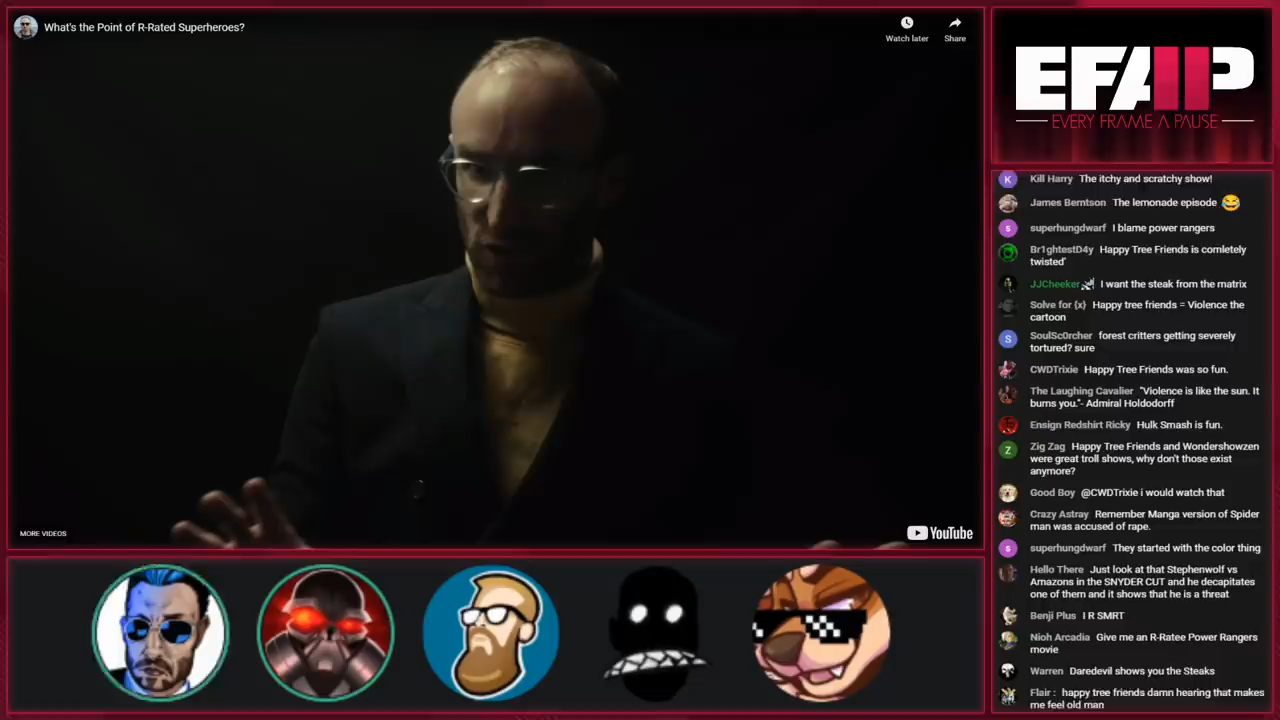 What's the Point of R-Rated Superheroes?
Watch later
Share
MORE VIDEOS
YouTube
EFAP
EVERY FRAME A PAUSE
K Kill Harry The itchy and scratchy show!
James Berntson The lemonade episode 😂
s superhungdwarf I blame power rangers
Br1ghtestD4y Happy Tree Friends is comletely
twisted'
JJCheeker I want the steak from the matrix
Solve for {x} Happy tree friends = Violence the
cartoon
S SoulSc0rcher forest critters getting severely
tortured? sure
CWDTrixie Happy Tree Friends was so fun.
The Laughing Cavalier "Violence is like the sun. It
burns you."- Admiral Holdodorff
Ensign Redshirt Ricky Hulk Smash is fun.
Z Zig Zag Happy Tree Friends and Wondershowzen
were great troll shows, why don't those exist
anymore?
Good Boy @CWDTrixie i would watch that
Crazy Astray Remember Manga version of Spider
man was accused of rape.
s superhungdwarf They started with the color thing
Hello There Just look at that Stephenwolf vs
Amazons in the SNYDER CUT and he decapitates
one of them and it shows that he is a threat
Benji Plus I R SMRT
Nioh Arcadia Give me an R-Ratee Power Rangers
movie
Warren Daredevil shows you the Steaks
Flair : happy tree friends damn hearing that makes
me feel old man